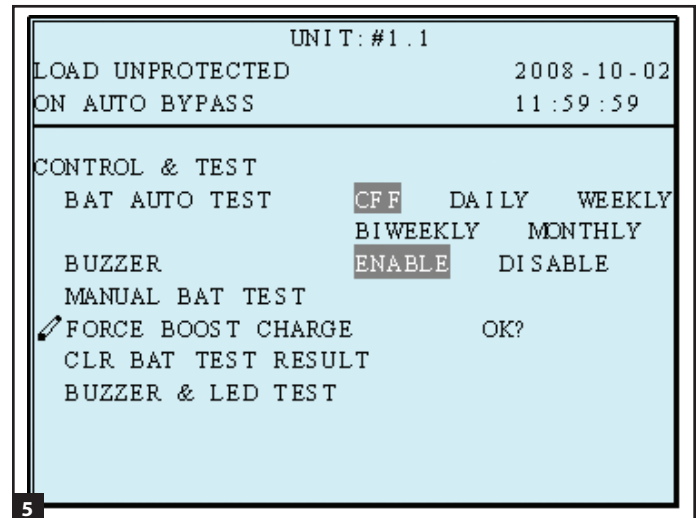 UNIT:#1.1
LOAD UNPROTECTED 2008-10-02
ON AUTO BYPASS 11:59:59
CONTROL & TEST
BAT AUTO TEST OFF DAILY WEEKLY
BIWEEKLY MONTHLY
BUZZER ENABLE DISABLE
MANUAL BAT TEST
FORCE BOOST CHARGE OK?
CLR BAT TEST RESULT
BUZZER & LED TEST
5